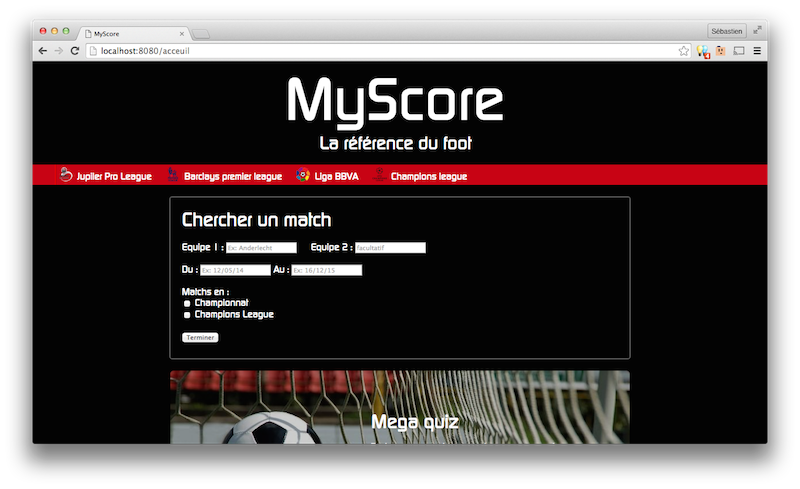 MyScore
Sébastien
localhost:8080/acceuil
MyScore
La référence du foot
Jupiler Pro League Barclays premier league Liga BBVA Champions league
Chercher un match
Equipe 1 : Ex: Anderlecht Equipe 2 : facultatif
Du : Ex: 12/05/14 Au : Ex: 16/12/15
Matchs en :
Championnat
Champions League
Terminer
Mega quiz